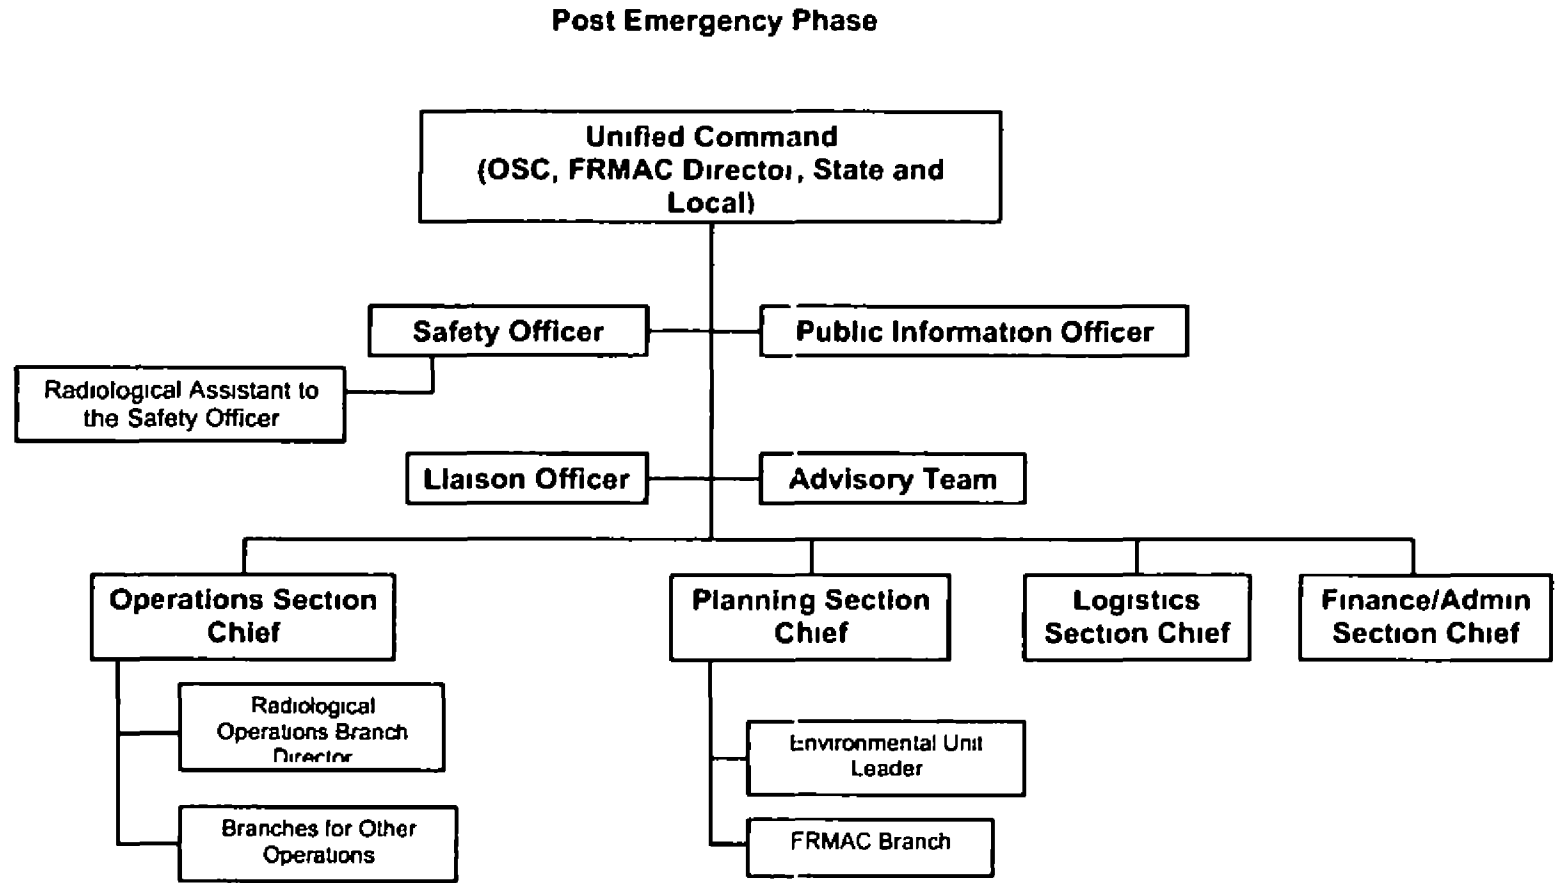 Post Emergency Phase
Unified Command
(OSC, FRMAC Director, State and
Local)
Safety Officer
Public Information Officer
Radiological Assistant to
the Safety Officer
Liaison Officer
Advisory Team
Operations Section
Chief
Planning Section
Chief
Logistics
Section Chief
Finance/Admin
Section Chief
Radiological
Operations Branch
Director
Environmental Unit
Leader
Branches for Other
Operations
FRMAC Branch